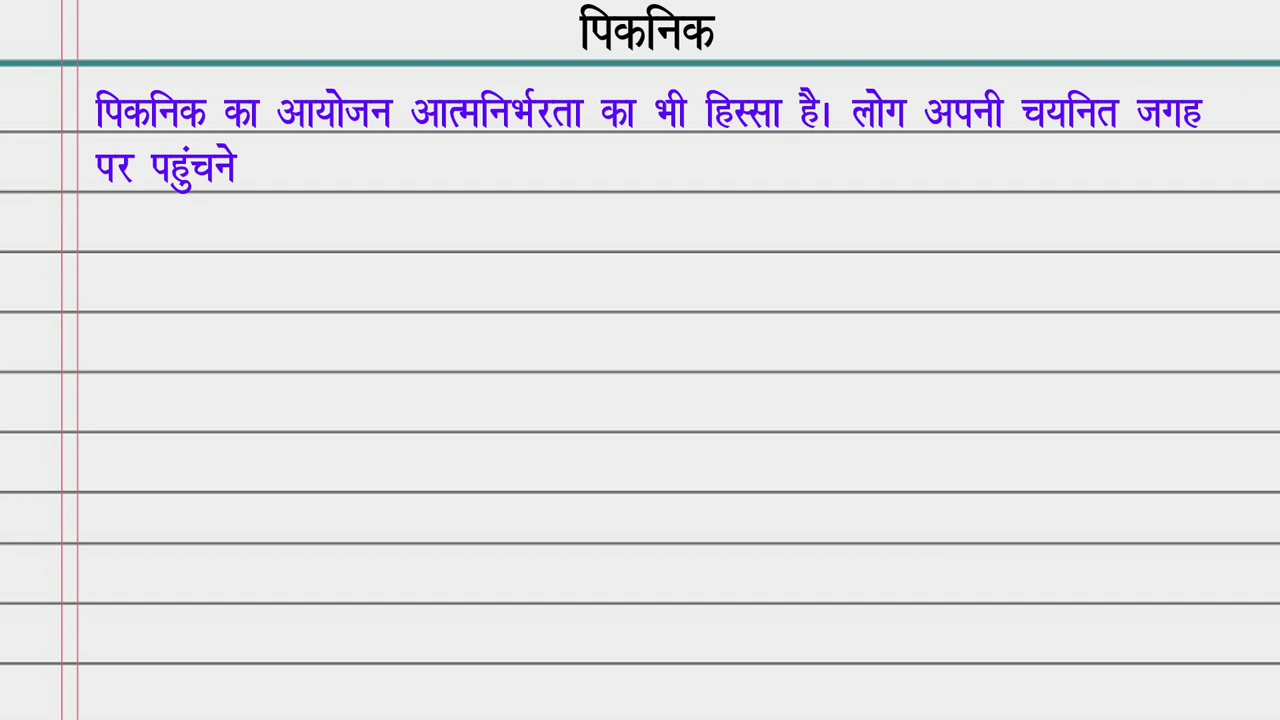 पिकनिक
पिकनिक का आयोजन आत्मनिर्भरता का भी हिस्सा है। लोग अपनी चयनित जगह
पर पहुंचने